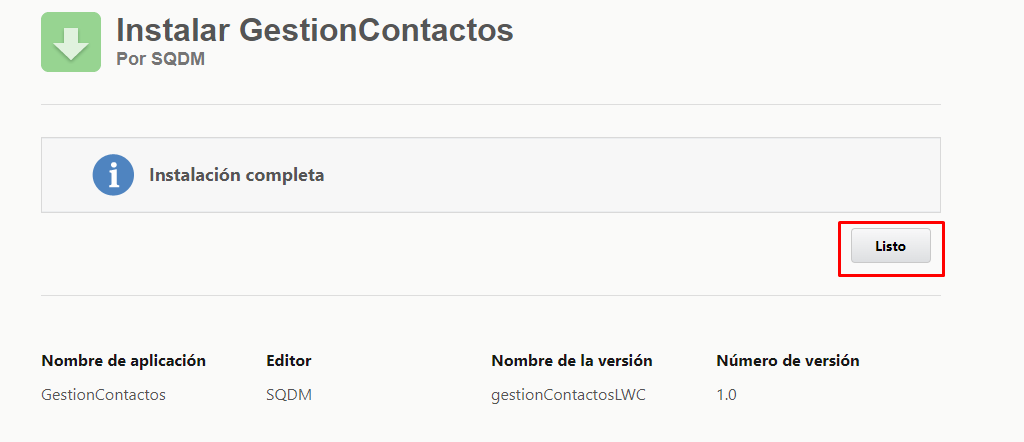 Instalar GestionContactos
Por SQDM
Instalación completa
Listo
Nombre de aplicación Editor Nombre de la versión Número de versión
GestionContactos SQDM gestionContactosLWC 1.0